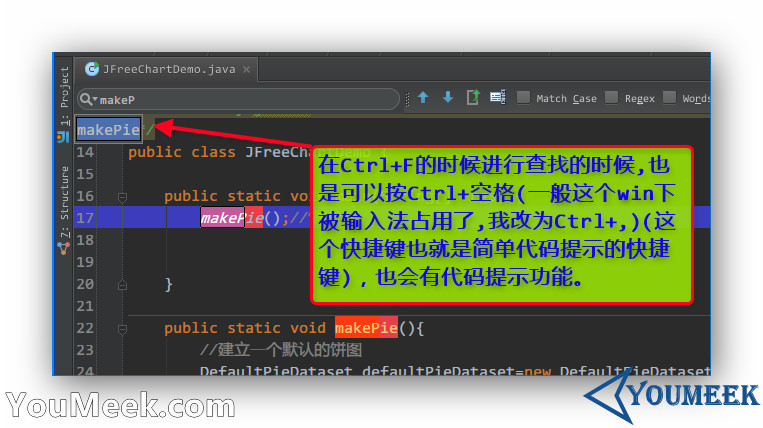 JFreeChartDemo.java
1: Project
makeP
Match Case
Regex
Words
makePie
14 public class JFreeChartDemo {
15
16 public static vo
17 makePie();//
18
19
20 }
21
22 public static void makePie(){
23 //建立一个默认的饼图
24 DefaultPieDataset defaultPieDataset=new DefaultPieDataset
7: Structure
在Ctrl+F的时候进行查找的时候,也
是可以按Ctrl+空格(一般这个win下
被输入法占用了,我改为Ctrl+,)(这
个快捷键也就是简单代码提示的快捷
键)，也会有代码提示功能。
YouMeek.com
YOUMEEK